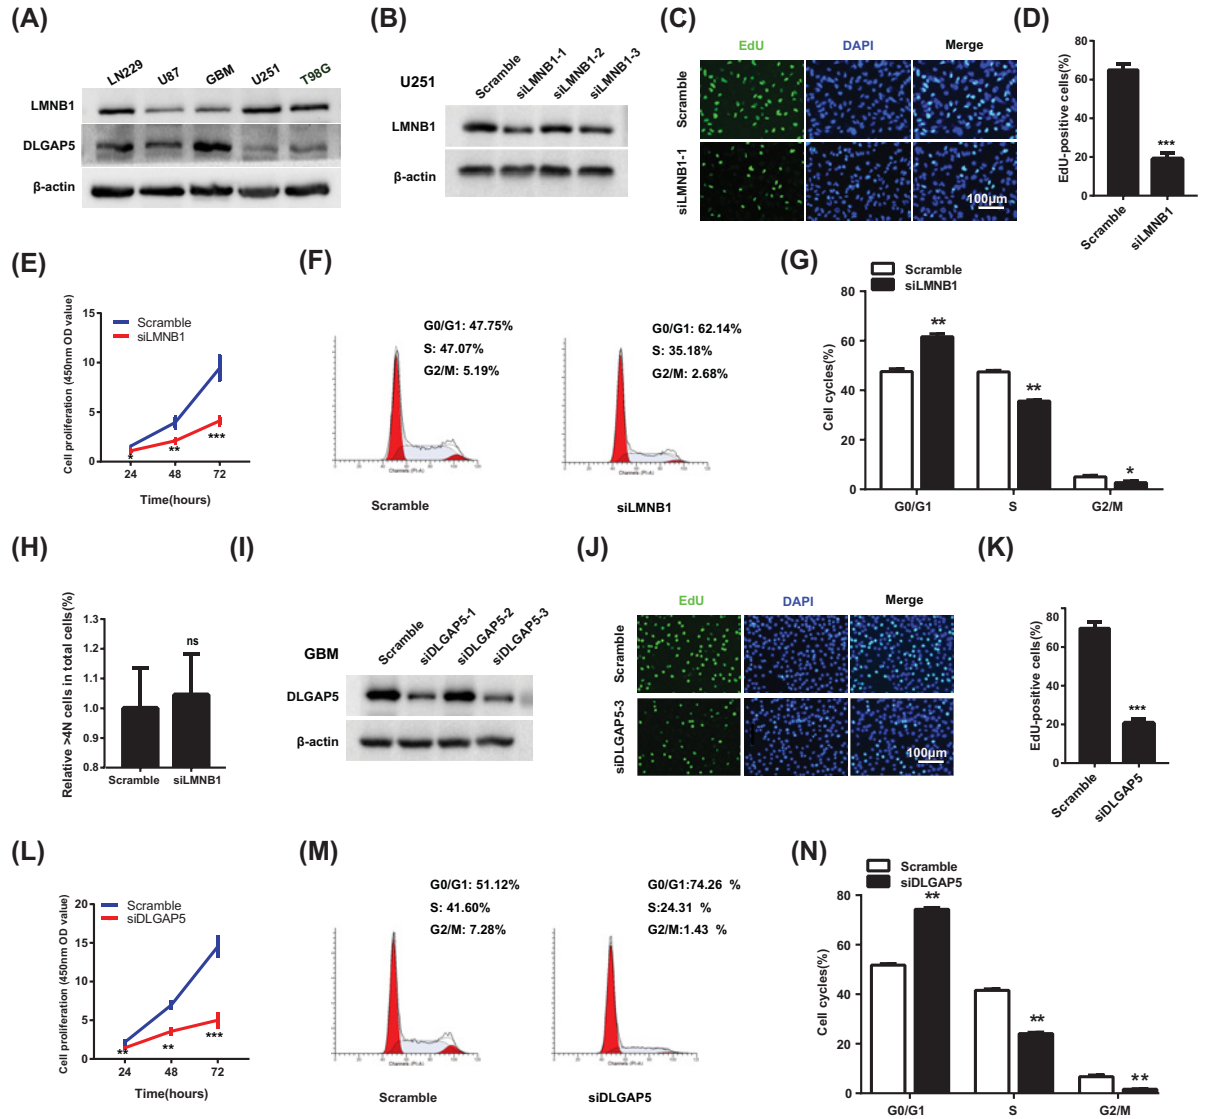 (A)
LN229 U87 GBM U251 T98G
LMNB1
DLGAP5
β-actin
(B)
U251
Scramble siLMNB1-1 siLMNB1-2 siLMNB1-3
LMNB1
β-actin
(C)
EdU DAPI Merge
Scramble
siLMNB1-1
100μm
(D)
EdU-positive cells(%)
80
60
40
20
0
***
Scramble siLMNB1
(E)
Cell proliferation (450nm OD value)
15
10
5
0
Scramble
siLMNB1
* ** ***
24 48 72
Time(hours)
(F)
G0/G1: 47.75%
S: 47.07%
G2/M: 5.19%
Channels (PI-A)
Scramble
G0/G1: 62.14%
S: 35.18%
G2/M: 2.68%
Channels (PI-A)
siLMNB1
(G)
Scramble
siLMNB1
Cell cycles(%)
80
60
40
20
0
** ** *
G0/G1 S G2/M
(H)
Relative >4N cells in total cells(%)
1.3
1.2
1.1
1.0
0.9
0.8
ns
Scramble siLMNB1
(I)
GBM
Scramble siDLGAP5-1 siDLGAP5-2 siDLGAP5-3
DLGAP5
β-actin
(J)
EdU DAPI Merge
Scramble
siDLGAP5-3
100μm
(K)
EdU-positive cells(%)
80
60
40
20
0
***
Scramble siDLGAP5
(L)
Cell proliferation (450nm OD value)
20
15
10
5
0
Scramble
siDLGAP5
** ** ***
24 48 72
Time(hours)
(M)
G0/G1: 51.12%
S: 41.60%
G2/M: 7.28%
Channels (PI-A)
Scramble
G0/G1:74.26 %
S:24.31 %
G2/M:1.43 %
Channels (PI-A)
siDLGAP5
(N)
Scramble
siDLGAP5
Cell cycles(%)
80
60
40
20
0
** ** **
G0/G1 S G2/M